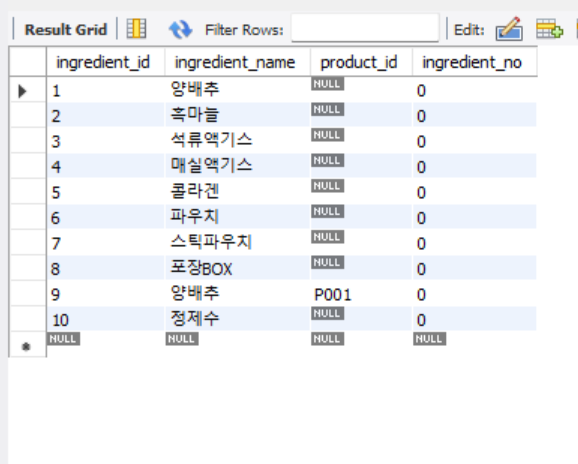 Result Grid Filter Rows: Edit:
ingredient_id ingredient_name product_id ingredient_no
1 양배추 NULL 0
2 흑마늘 NULL 0
3 석류액기스 NULL 0
4 매실액기스 NULL 0
5 콜라겐 NULL 0
6 파우치 NULL 0
7 스틱파우치 NULL 0
8 포장BOX NULL 0
9 양배추 P001 0
10 정제수 NULL 0
NULL NULL NULL NULL